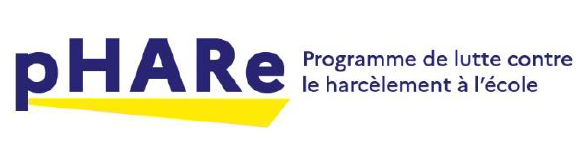 pHARe
Programme de lutte contre
le harcèlement à l'école